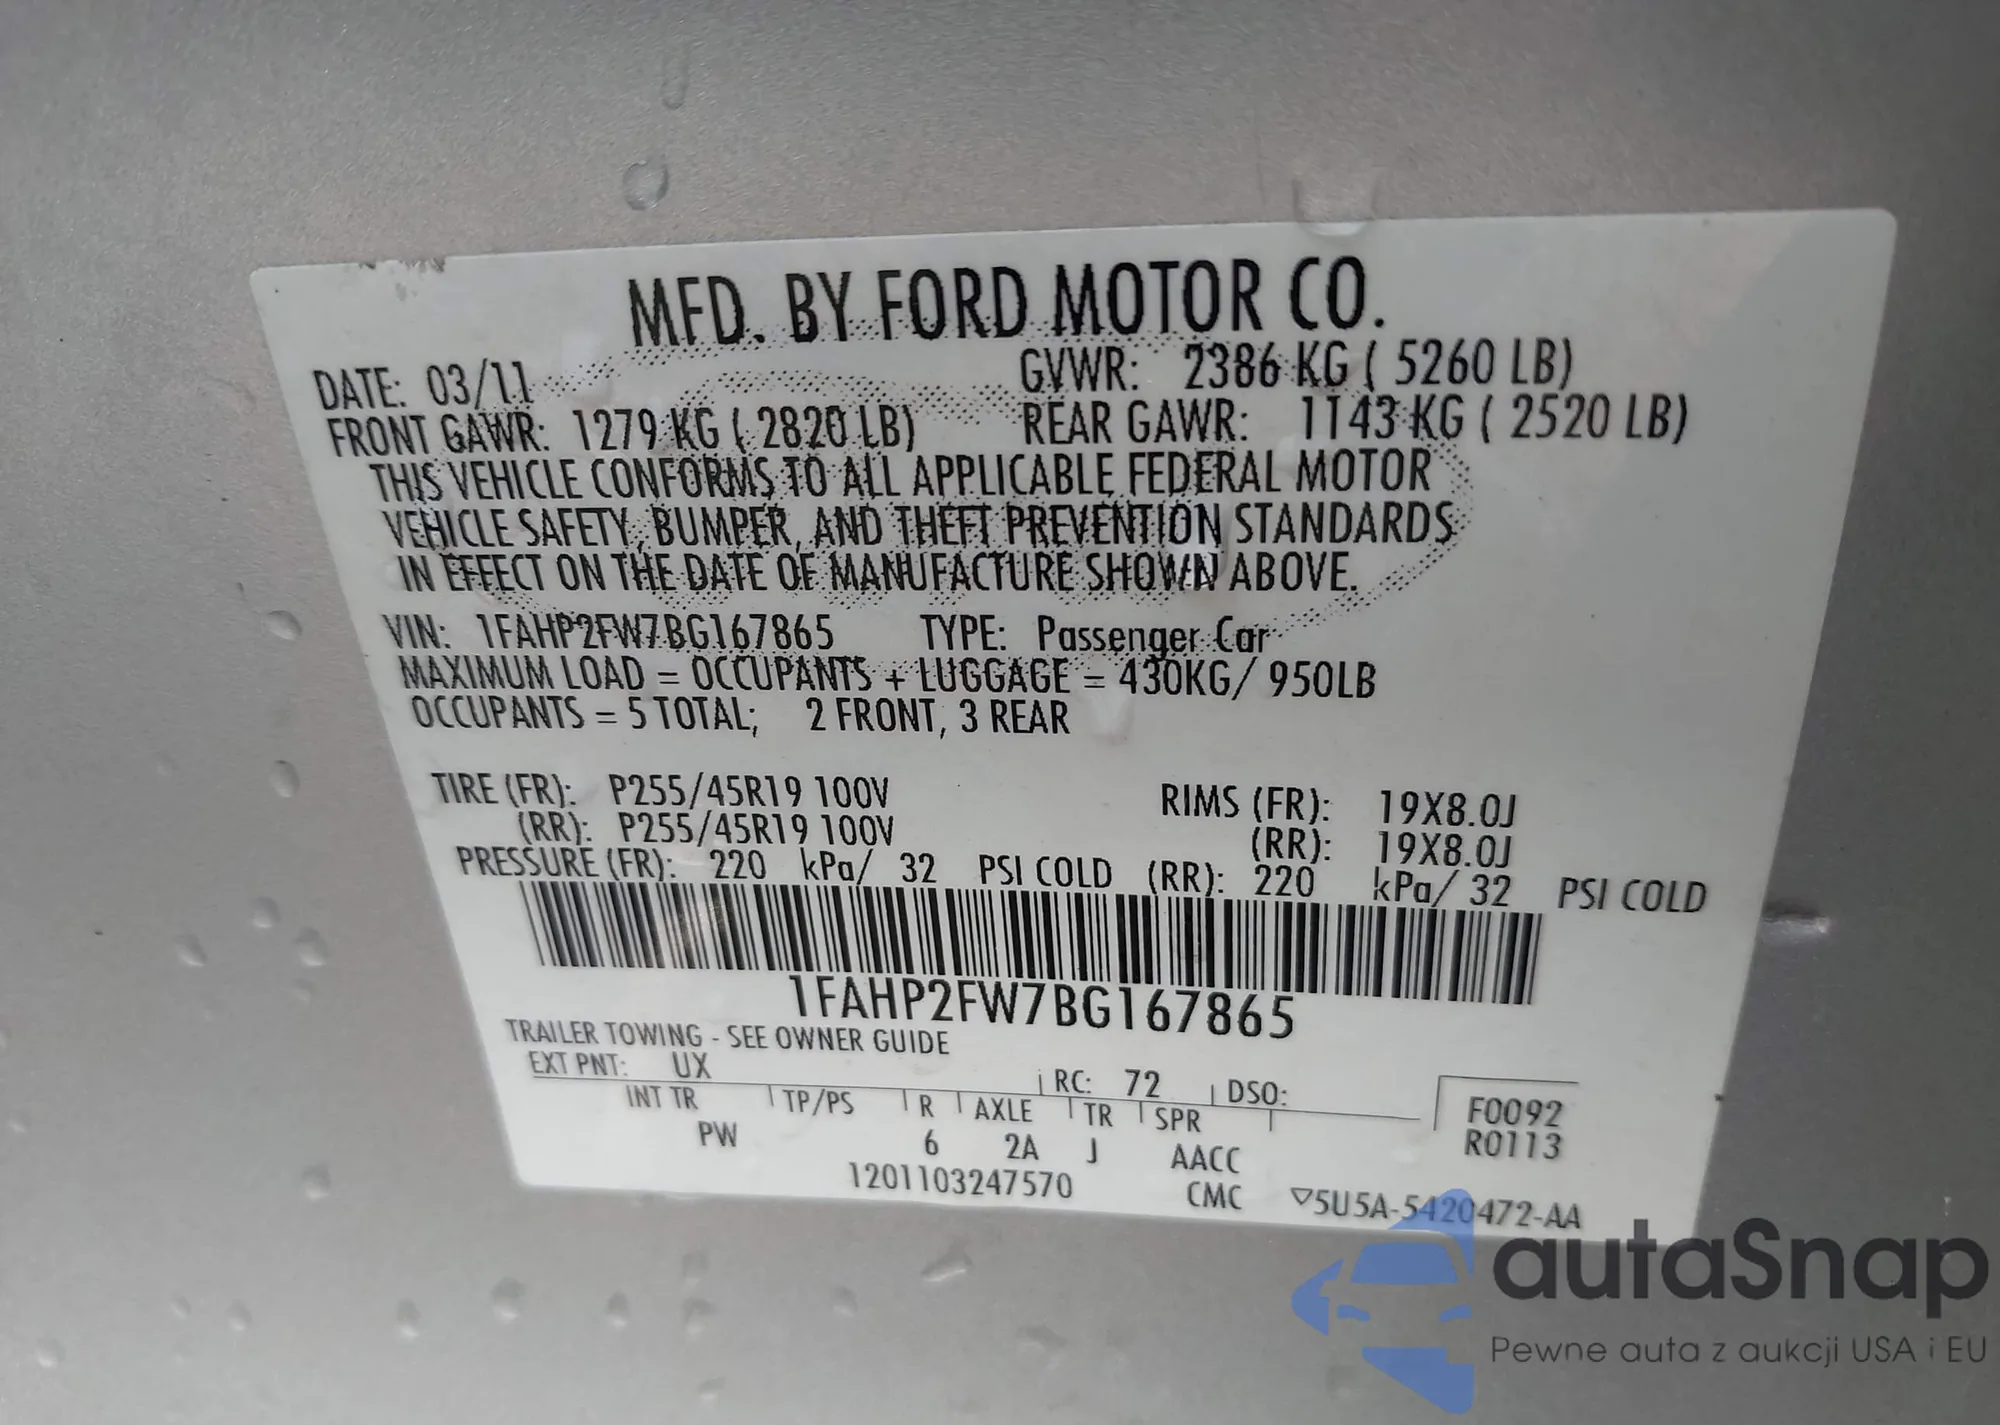 MFD. BY FORD MOTOR CO.
DATE: 03/11 GVWR: 2386 KG ( 5260 LB)
FRONT GAWR: 1279 KG ( 2820 LB) REAR GAWR: 1143 KG ( 2520 LB)
THIS VEHICLE CONFORMS TO ALL APPLICABLE FEDERAL MOTOR
VEHICLE SAFETY, BUMPER, AND THEFT PREVENTION STANDARDS
IN EFFECT ON THE DATE OF MANUFACTURE SHOWN ABOVE.
VIN: 1FAHP2FW7BG167865 TYPE: Passenger Car
MAXIMUM LOAD = OCCUPANTS + LUGGAGE = 430KG/ 950LB
OCCUPANTS = 5 TOTAL; 2 FRONT, 3 REAR
TIRE (FR): P255/45R19 100V RIMS (FR): 19X8.0J
(RR): P255/45R19 100V (RR): 19X8.0J
PRESSURE (FR): 220 kPa/ 32 PSI COLD (RR): 220 kPa/ 32 PSI COLD
1FAHP2FW7BG167865
TRAILER TOWING - SEE OWNER GUIDE
EXT PNT: UX RC: 72 DSO:
INT TR TP/PS R AXLE TR SPR F0092
PW 6 2A J AACC R0113
1201103247570 CMC ▽5U5A-5420472-AA
autaSnap
Pewne auta z aukcji USA i EU